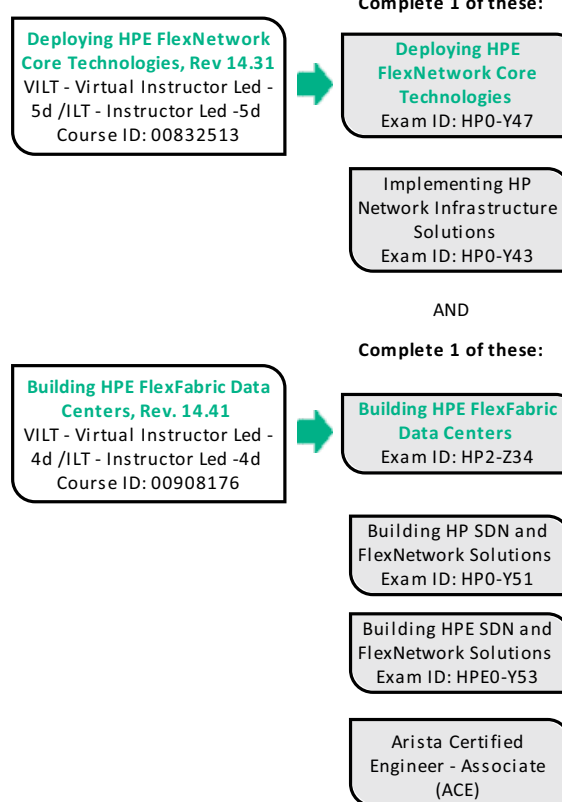 Complete 1 of these:
Deploying HPE FlexNetwork
Core Technologies, Rev 14.31
VILT - Virtual Instructor Led -
5d /ILT - Instructor Led -5d
Course ID: 00832513
Deploying HPE
FlexNetwork Core
Technologies
Exam ID: HP0-Y47
Implementing HP
Network Infrastructure
Solutions
Exam ID: HP0-Y43
AND
Complete 1 of these:
Building HPE FlexFabric Data
Centers, Rev. 14.41
VILT - Virtual Instructor Led -
4d /ILT - Instructor Led -4d
Course ID: 00908176
Building HPE FlexFabric
Data Centers
Exam ID: HP2-Z34
Building HP SDN and
FlexNetwork Solutions
Exam ID: HP0-Y51
Building HPE SDN and
FlexNetwork Solutions
Exam ID: HPE0-Y53
Arista Certified
Engineer - Associate
(ACE)